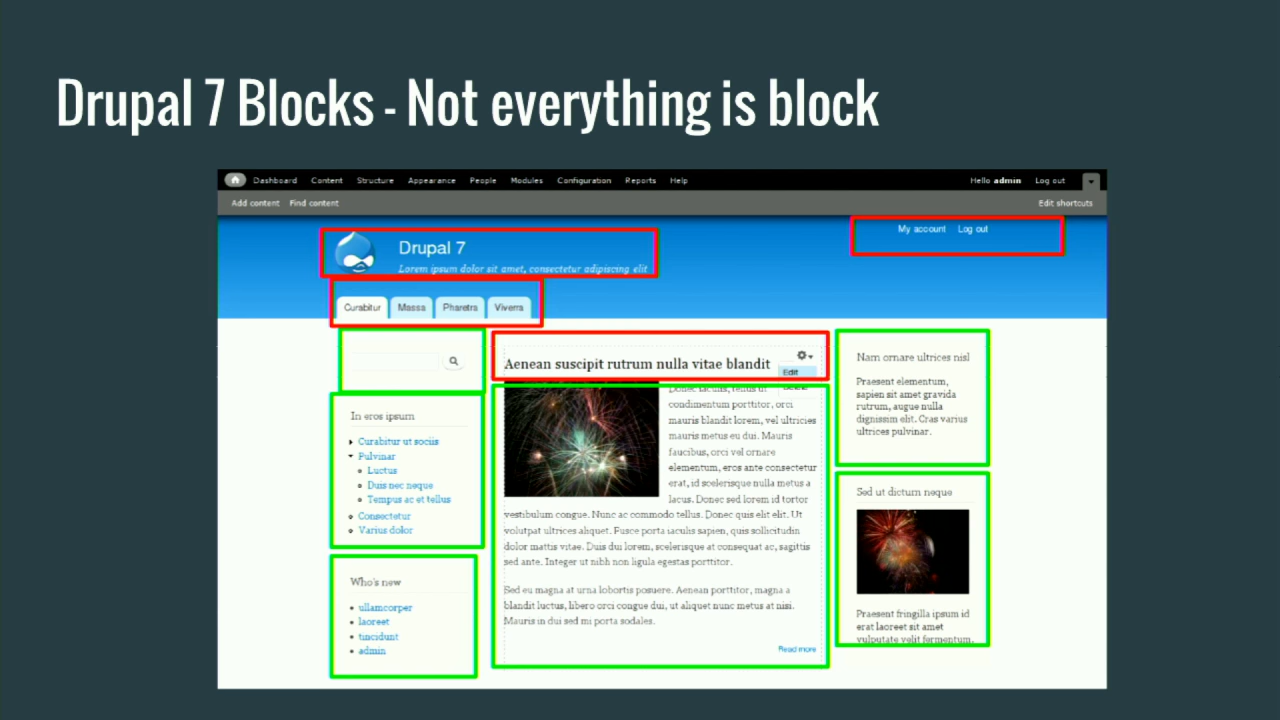 Drupal 7 Blocks - Not everything is block
Dashboard Content Structure Appearance People Modules Configuration Reports Help Hello admin Log out
Add content Find content Edit shortcuts
My account Log out
Drupal 7
Lorem ipsum dolor sit amet, consectetur adipiscing elit
Curabitur Massa Pharetra Viverra
In eros ipsum
Curabitur ut sociis
Pulvinar
Luctus
Duis nec neque
Tempus ac et tellus
Consectetur
Varius dolor
Who's new
ullamcorper
laoreet
tincidunt
admin
Aenean suscipit rutrum nulla vitae blandit
Edit
condimentum porttitor, orci
mauris blandit lorem, vel ultricies
mauris metus eu dui. Mauris
faucibus, orci vel ornare
elementum, eros ante consectetur
erat, id scelerisque nulla metus a
lacus. Donec sed lorem id tortor
vestibulum congue. Nunc ac commodo tellus. Donec quis elit elit. Ut
volutpat ultrices aliquet. Fusce porta iaculis sapien, quis sollicitudin
dolor mattis vitae. Duis dui lorem, scelerisque at consequat ac, sagittis
sed ante. Integer ut nibh non ligula egestas porttitor.
Sed eu magna at urna lobortis posuere. Aenean porttitor, magna a
blandit luctus, libero orci congue dui, ut aliquet nunc metus at nisi.
Mauris in dui sed mi porta sodales.
Read more
Nam ornare ultrices nisl
Praesent elementum,
sapien sit amet gravida
rutrum, augue nulla
dignissim elit. Cras varius
ultrices pulvinar.
Sed ut dictum neque
Praesent fringilla ipsum id
erat laoreet sit amet
vulputate velit fermentum.